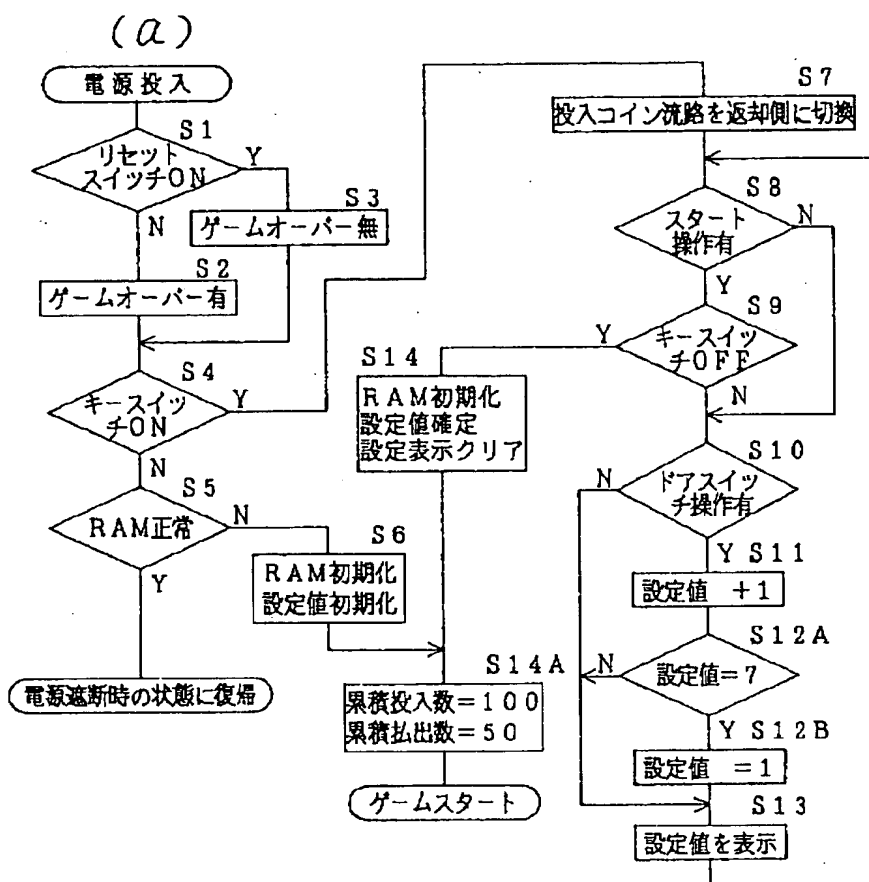 (a)
電源投入
S1
リセット
スイッチON
Y
N
S3
ゲームオーバー無
S2
ゲームオーバー有
S4
キースイッ
チON
Y
N
S5
RAM正常
N
Y
S6
RAM初期化
設定値初期化
電源遮断時の状態に復帰
S14
RAM初期化
設定値確定
設定表示クリア
S14A
累積投入数=100
累積払出数=50
ゲームスタート
S7
投入コイン流路を返却側に切換
S8
スタート
操作有
N
Y
S9
キースイッ
チOFF
Y
N
S10
ドアスイッ
チ操作有
N
Y
S11
設定値 +1
S12A
設定値=7
N
Y
S12B
設定値 =1
S13
設定値を表示